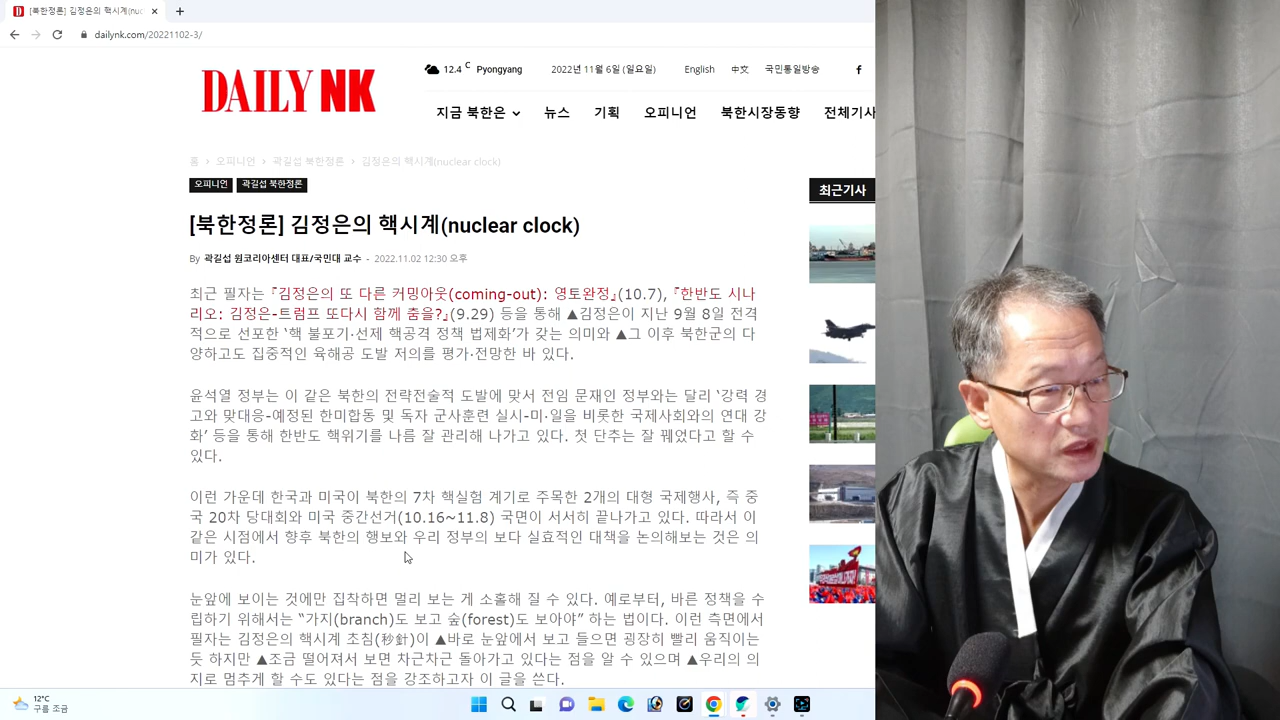 [북한정론] 김정은의 핵시계(nuc
dailynk.com/20221102-3/
DAILY NK
12.4 C Pyongyang
2022년 11월 6일 (일요일)
English
中文
국민통일방송
지금 북한은
뉴스
기획
오피니언
북한시장동향
전체기사
홈 › 오피니언 › 곽길섭 북한정론 › 김정은의 핵시계(nuclear clock)
오피니언
곽길섭 북한정론
최근기사
[북한정론] 김정은의 핵시계(nuclear clock)
By 곽길섭 원코리아센터 대표/국민대 교수 - 2022.11.02 12:30 오후
최근 필자는 『김정은의 또 다른 커밍아웃(coming-out): 영토완정』(10.7), 『한반도 시나
리오: 김정은-트럼프 또다시 함께 춤을?』(9.29) 등을 통해 ▲김정은이 지난 9월 8일 전격
적으로 선포한 ‘핵 불포기·선제 핵공격 정책 법제화’가 갖는 의미와 ▲그 이후 북한군의 다
양하고도 집중적인 육해공 도발 저의를 평가·전망한 바 있다.
윤석열 정부는 이 같은 북한의 전략전술적 도발에 맞서 전임 문재인 정부와는 달리 ‘강력 경
고와 맞대응-예정된 한미합동 및 독자 군사훈련 실시-미·일을 비롯한 국제사회와의 연대 강
화’ 등을 통해 한반도 핵위기를 나름 잘 관리해 나가고 있다. 첫 단추는 잘 꿰었다고 할 수
있다.
이런 가운데 한국과 미국이 북한의 7차 핵실험 계기로 주목한 2개의 대형 국제행사, 즉 중
국 20차 당대회와 미국 중간선거(10.16~11.8) 국면이 서서히 끝나가고 있다. 따라서 이
같은 시점에서 향후 북한의 행보와 우리 정부의 보다 실효적인 대책을 논의해보는 것은 의
미가 있다.
눈앞에 보이는 것에만 집착하면 멀리 보는 게 소홀해 질 수 있다. 예로부터, 바른 정책을 수
립하기 위해서는 “가지(branch)도 보고 숲(forest)도 보아야” 하는 법이다. 이런 측면에서
필자는 김정은의 핵시계 초침(秒針)이 ▲바로 눈앞에서 보고 들으면 굉장히 빨리 움직이는
듯 하지만 ▲조금 떨어져서 보면 차근차근 돌아가고 있다는 점을 알 수 있으며 ▲우리의 의
지로 멈추게 할 수도 있다는 점을 강조하고자 이 글을 쓴다.
12°C
구름 조금